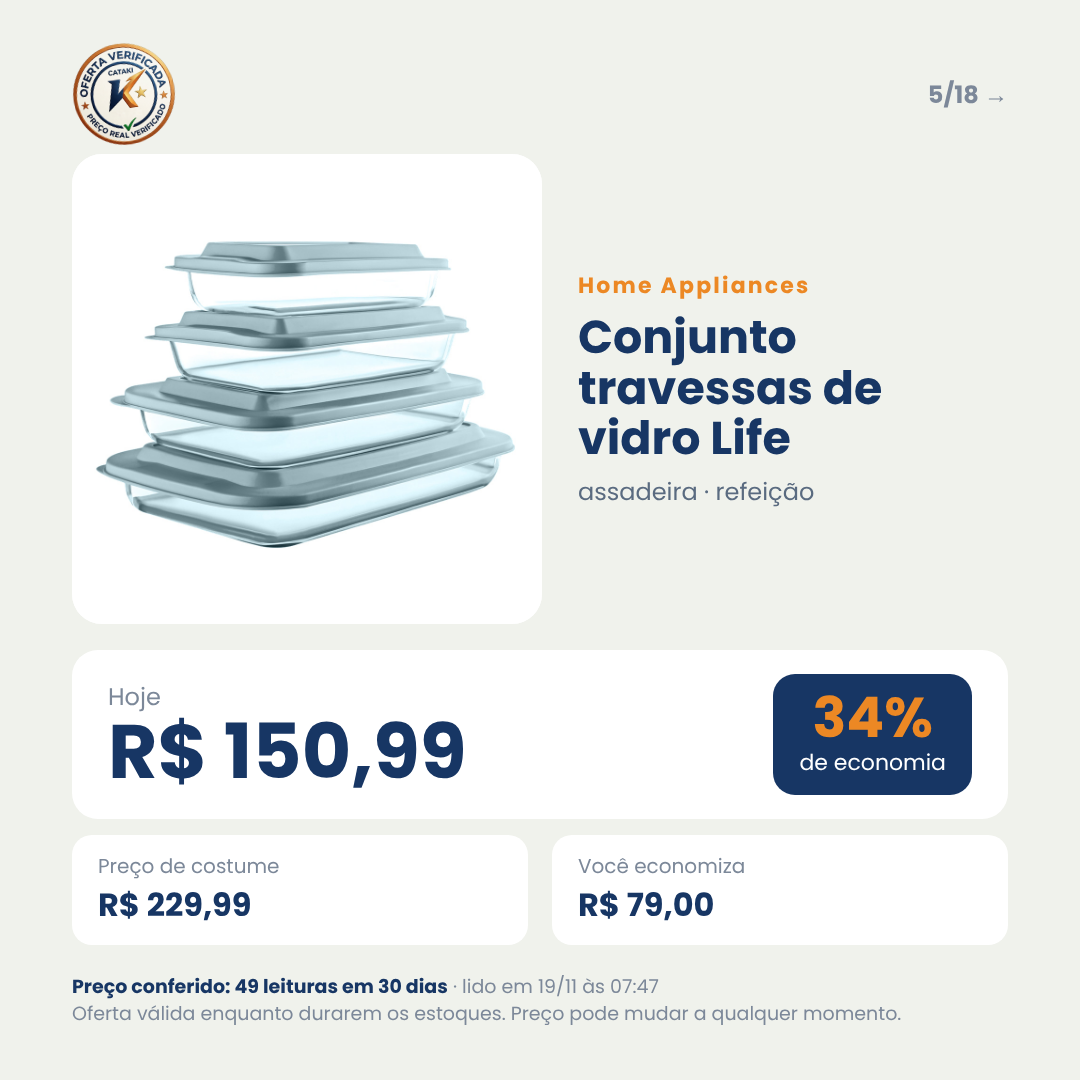 OFERTA VERIFICADA
CATAKI
K
PREÇO REAL VERIFICADO
5/18 →
Home Appliances
Conjunto
travessas de
vidro Life
assadeira · refeição
Hoje
R$ 150,99
34%
de economia
Preço de costume
R$ 229,99
Você economiza
R$ 79,00
Preço conferido: 49 leituras em 30 dias · lido em 19/11 às 07:47
Oferta válida enquanto durarem os estoques. Preço pode mudar a qualquer momento.